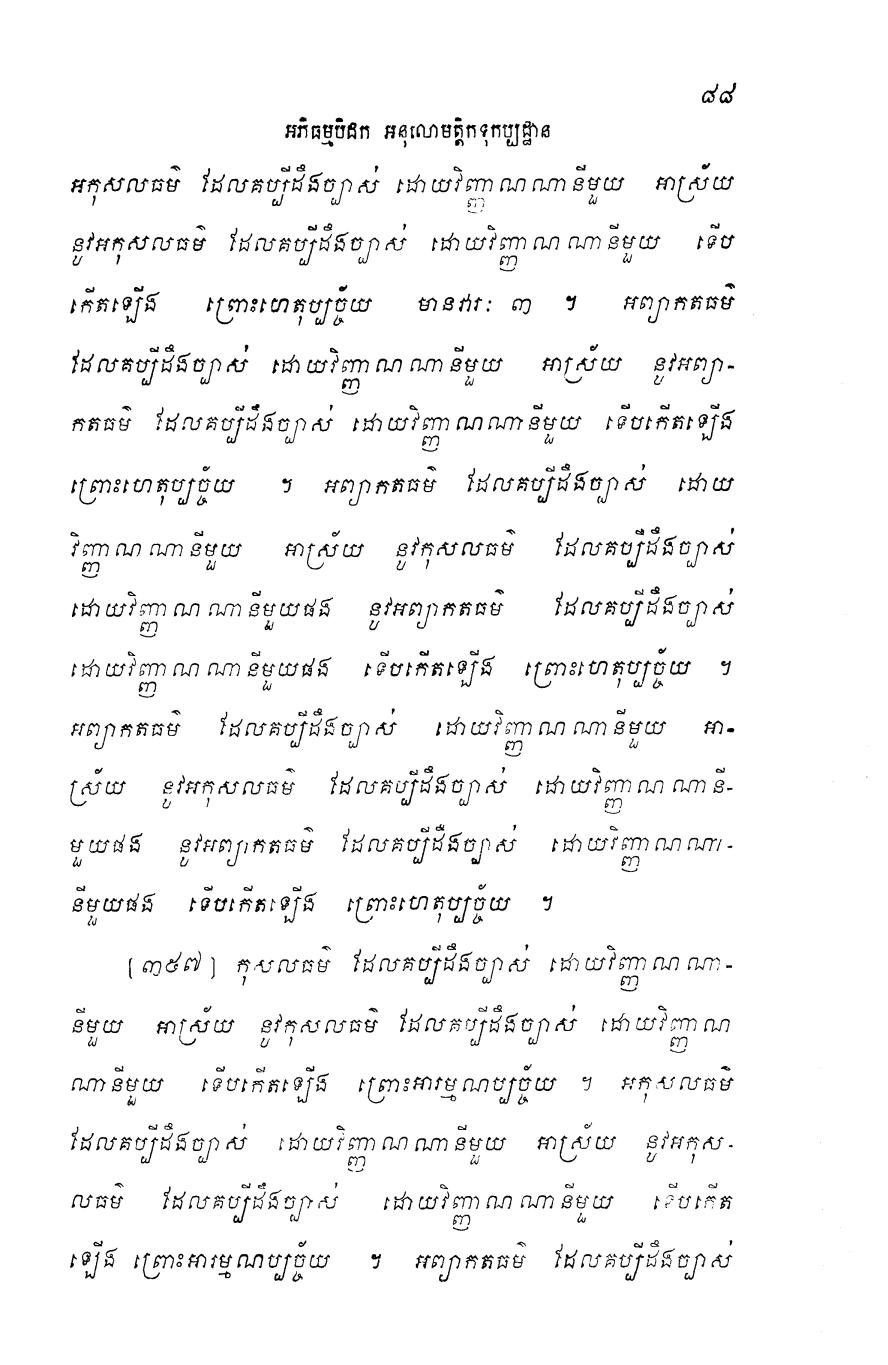 ៨៨
អភិធម្មបិដក អនុលោមត្តិកទុកប្បដ្ឋាន
អកុសលធម៌ ដែលគប្បីដឹងច្បាស់ ដោយវិញ្ញាណណានីមួយ អាស្រ័យ
នូវអកុសលធម៌ ដែលគប្បីដឹងច្បាស់ ដោយវិញ្ញាណណានីមួយ ទើប
កើតឡើង ព្រោះហេតុប្បច្ច័យ មានវារៈ ៣ ។ អព្យាកតធម៌
ដែលគប្បីដឹងច្បាស់ ដោយវិញ្ញាណណានីមួយ អាស្រ័យ នូវអព្យា-
កតធម៌ ដែលគប្បីដឹងច្បាស់ ដោយវិញ្ញាណណានីមួយ ទើបកើតឡើង
ព្រោះហេតុប្បច្ច័យ ។ អព្យាកតធម៌ ដែលគប្បីដឹងច្បាស់ ដោយ
វិញ្ញាណណានីមួយ អាស្រ័យ នូវកុសលធម៌ ដែលគប្បីដឹងច្បាស់
ដោយវិញ្ញាណណានីមួយផង នូវអព្យាកតធម៌ ដែលគប្បីដឹងច្បាស់
ដោយវិញ្ញាណណានីមួយផង ទើបកើតឡើង ព្រោះហេតុប្បច្ច័យ ។
អព្យាកតធម៌ ដែលគប្បីដឹងច្បាស់ ដោយវិញ្ញាណណានីមួយ អា-
ស្រ័យ នូវអកុសលធម៌ ដែលគប្បីដឹងច្បាស់ ដោយវិញ្ញាណណានី-
មួយផង នូវអព្យាកតធម៌ ដែលគប្បីដឹងច្បាស់ ដោយវិញ្ញាណណា-
នីមួយផង ទើបកើតឡើង ព្រោះហេតុប្បច្ច័យ ។
[៣៥៧] កុសលធម៌ ដែលគប្បីដឹងច្បាស់ ដោយវិញ្ញាណណា-
នីមួយ អាស្រ័យ នូវកុសលធម៌ ដែលគប្បីដឹងច្បាស់ ដោយវិញ្ញាណ
ណានីមួយ ទើបកើតឡើង ព្រោះអារម្មណប្បច្ច័យ ។ អកុសលធម៌
ដែលគប្បីដឹងច្បាស់ ដោយវិញ្ញាណណានីមួយ អាស្រ័យ នូវអកុស-
លធម៌ ដែលគប្បីដឹងច្បាស់ ដោយវិញ្ញាណណានីមួយ ទើបកើត
ឡើង ព្រោះអារម្មណប្បច្ច័យ ។ អព្យាកតធម៌ ដែលគប្បីដឹងច្បាស់